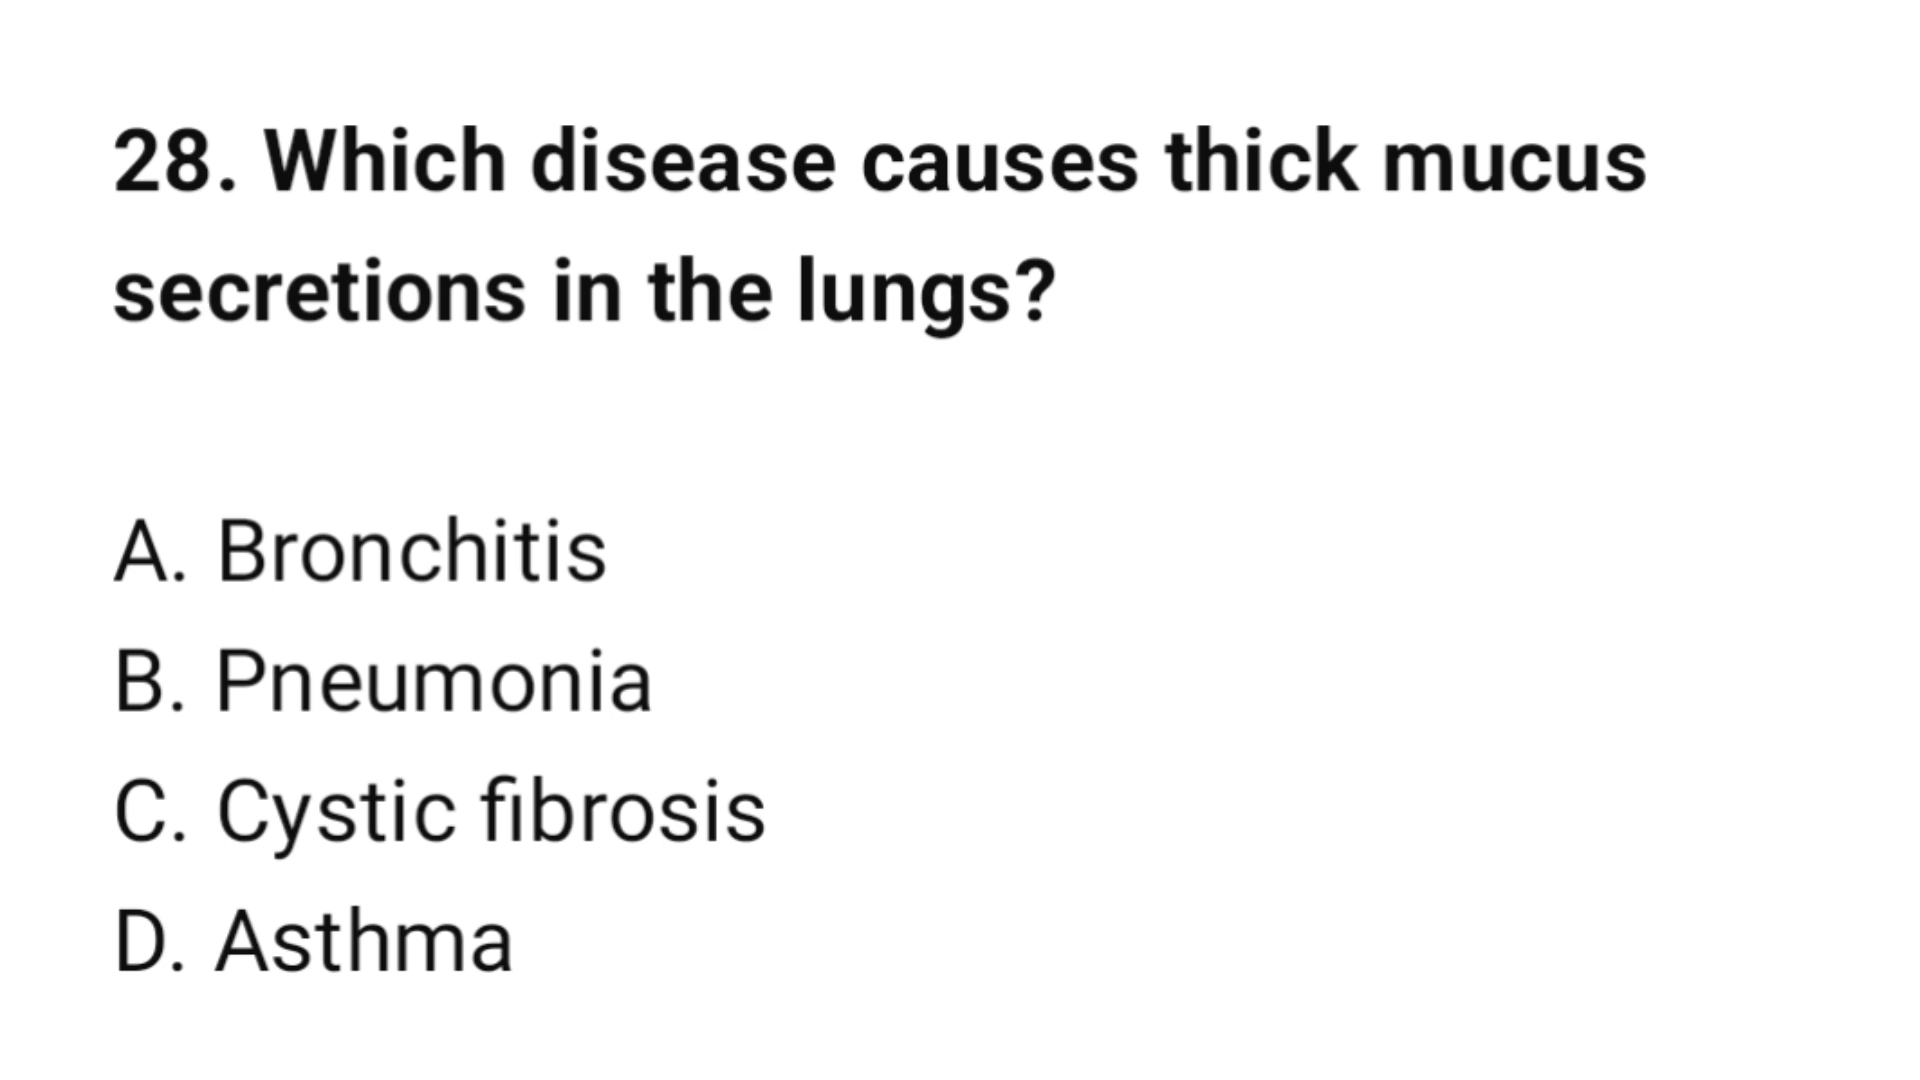 28. Which disease causes thick mucus
secretions in the lungs?
A. Bronchitis
B. Pneumonia
C. Cystic fibrosis
D. Asthma